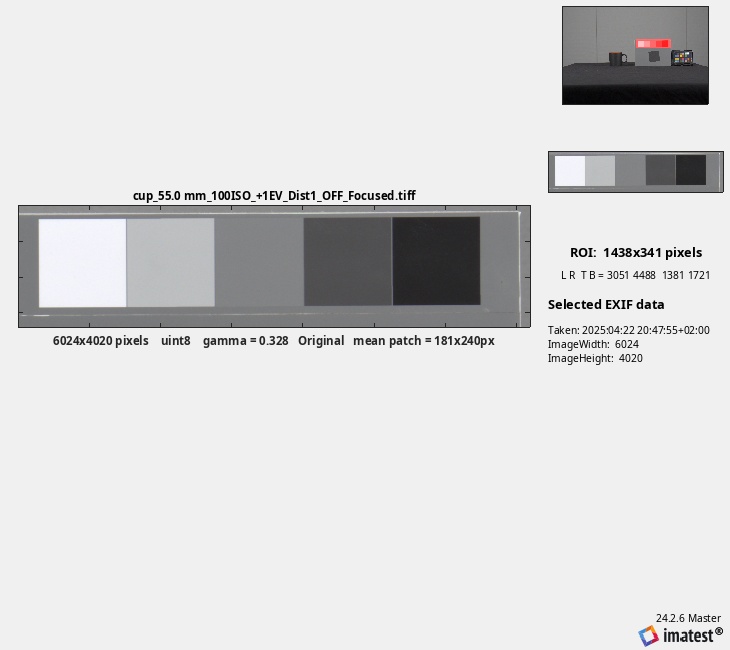 cup_55.0 mm_100ISO_+1EV_Dist1_OFF_Focused.tiff
6024x4020 pixels    uint8    gamma = 0.328   Original   mean patch = 181x240px
ROI:  1438x341 pixels
L R  T B = 3051 4488  1381 1721
Selected EXIF data
Taken: 2025:04:22 20:47:55+02:00
ImageWidth:  6024
ImageHeight:  4020
24.2.6 Master
imatest®